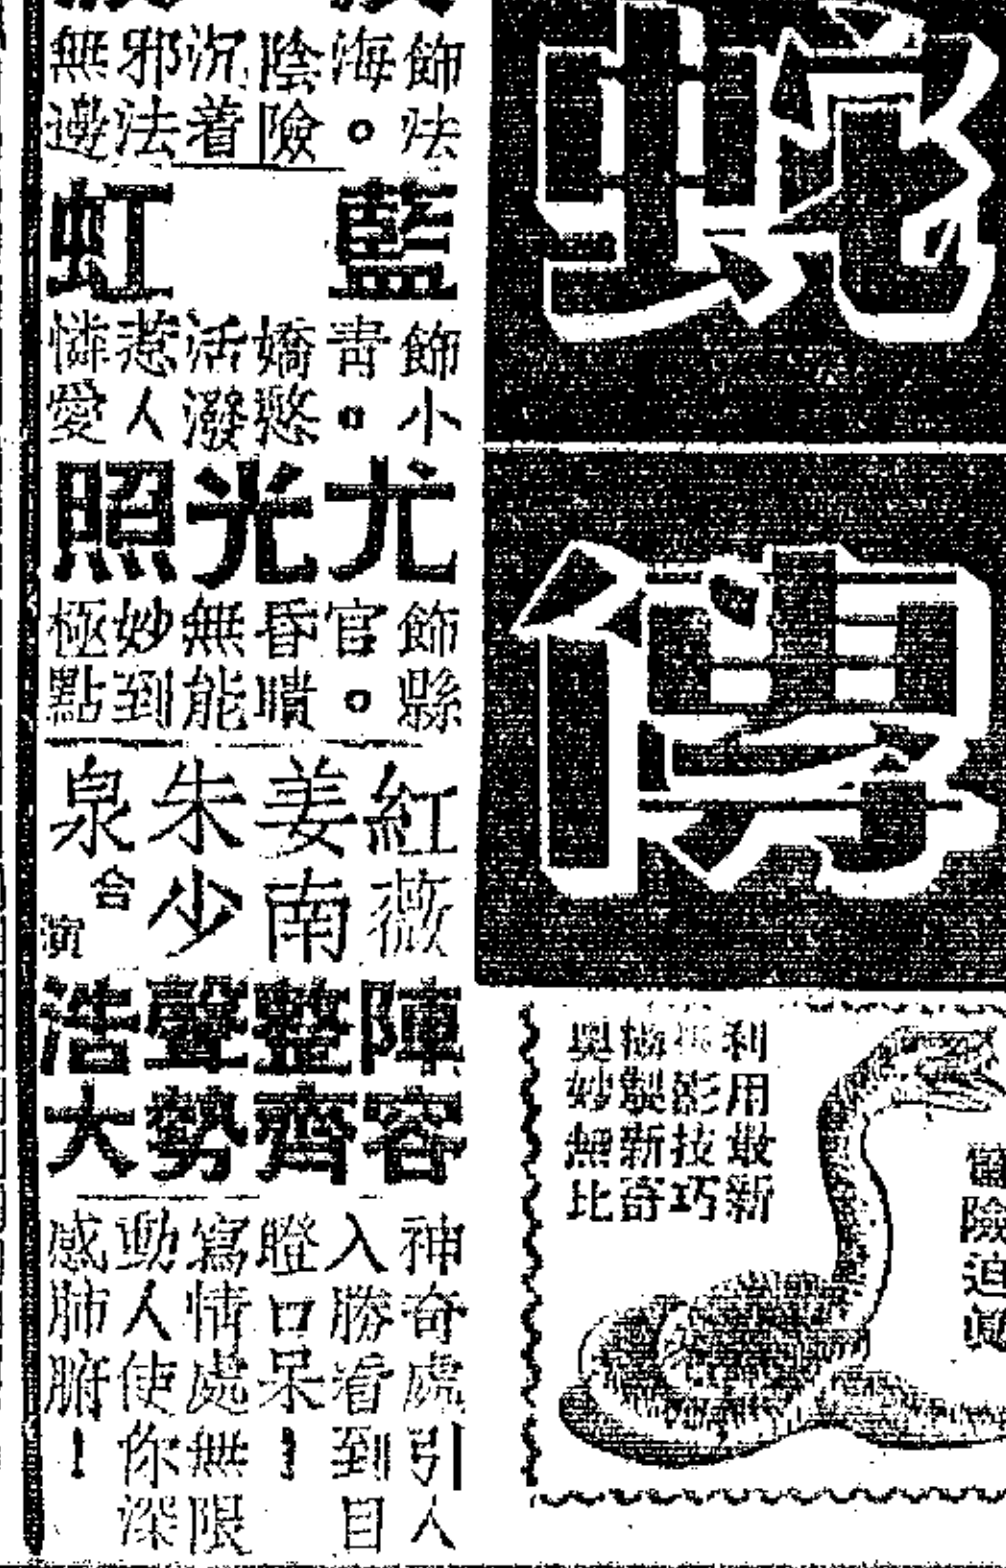 蛇
傳
飾法
海。
陰險
沉着
邪法
無邊
藍虹
飾小
青。
嬌憨
活潑
惹人
憐愛
尤光照
飾縣
官。
昏聵
無能
妙到
極點
紅薇
姜南
朱少
泉
合演
陣容
整齊
聲勢
浩大
神奇處引人
入勝看到目
瞪口呆!
寫情處無限
動人使你深
感肺腑!
險迫真
利用最新
影技巧
攝製新奇
奧妙無比